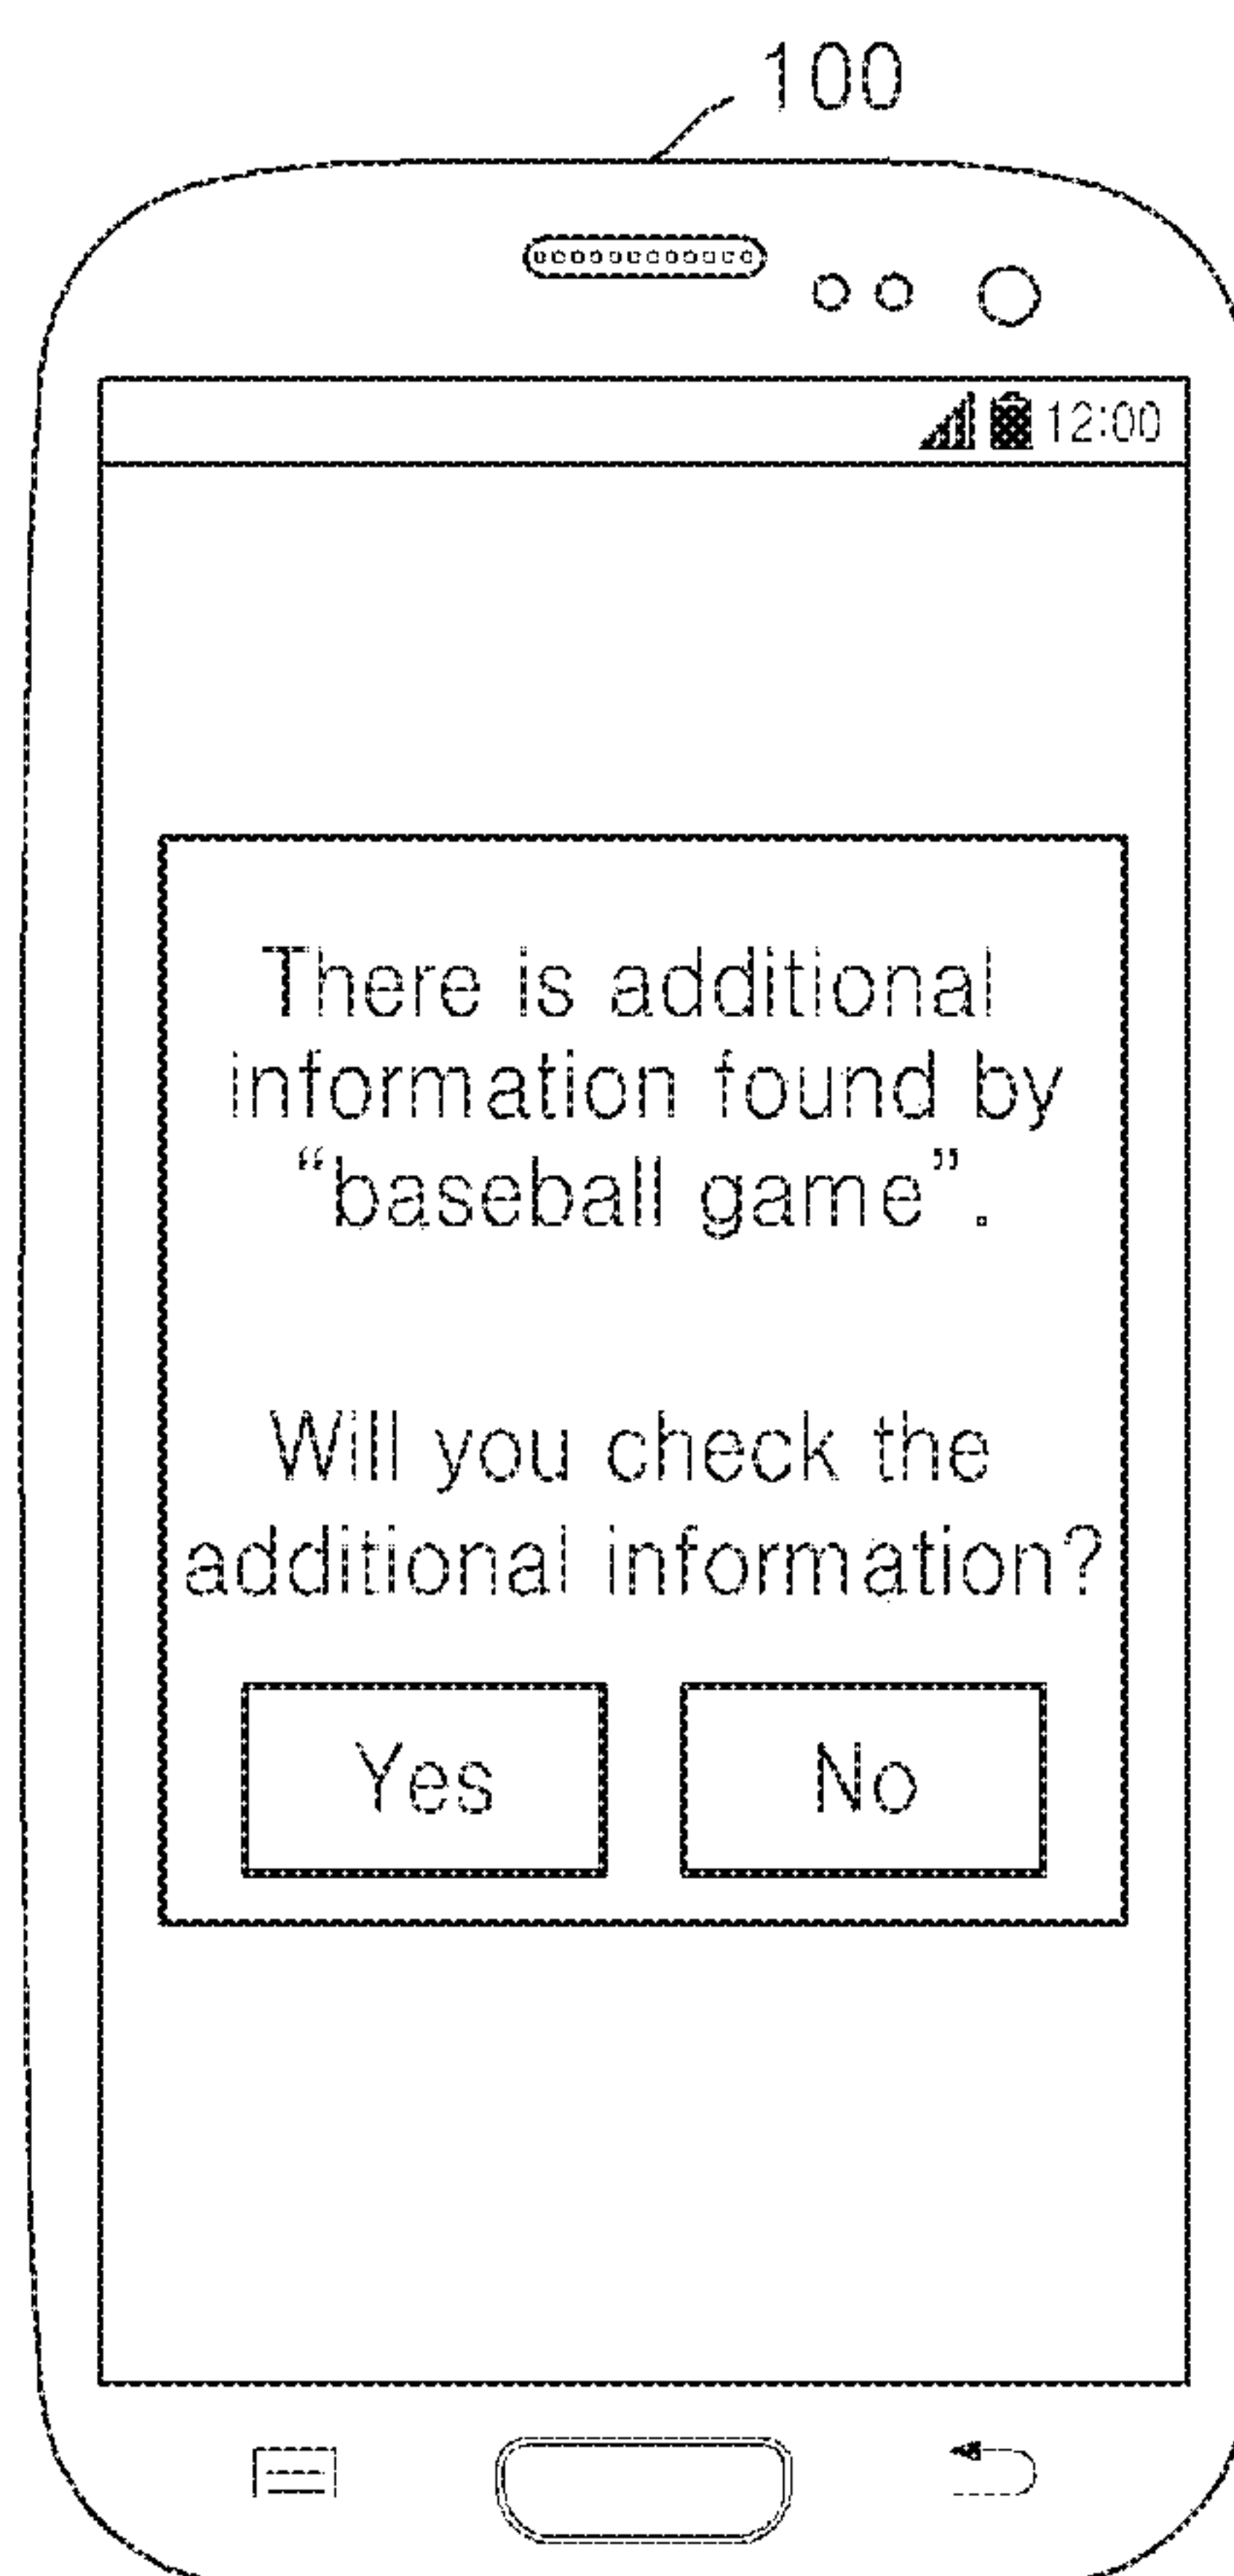 100
12:00
There is additional
information found by
“baseball game”.
Will you check the
additional information?
Yes
No